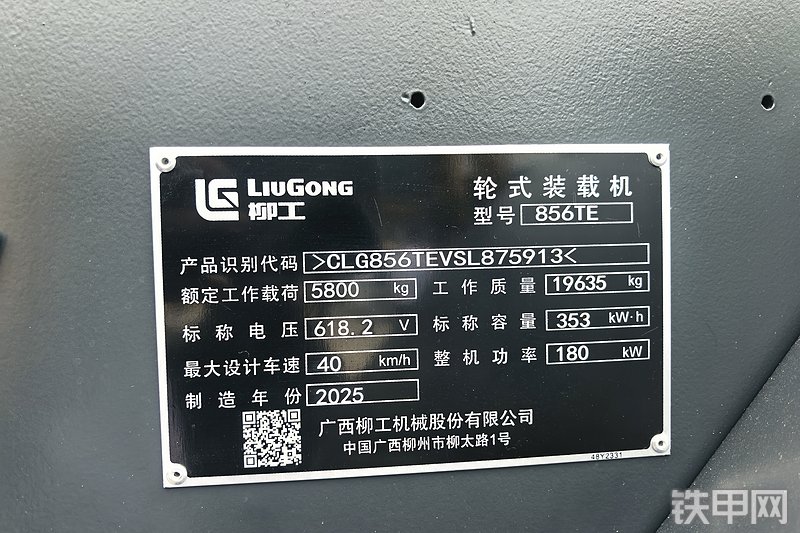 LIUGONG
柳工
轮式装载机
型号 856TE
产品识别代码 >CLG856TEVSL875913<
额定工作载荷 5800 kg 工作质量 19635 kg
标称电压 618.2 V 标称容量 353 kW·h
最大设计车速 40 km/h 整机功率 180 kW
制造年份 2025
广西柳工机械股份有限公司
中国广西柳州市柳太路1号
48Y2331
铁甲网